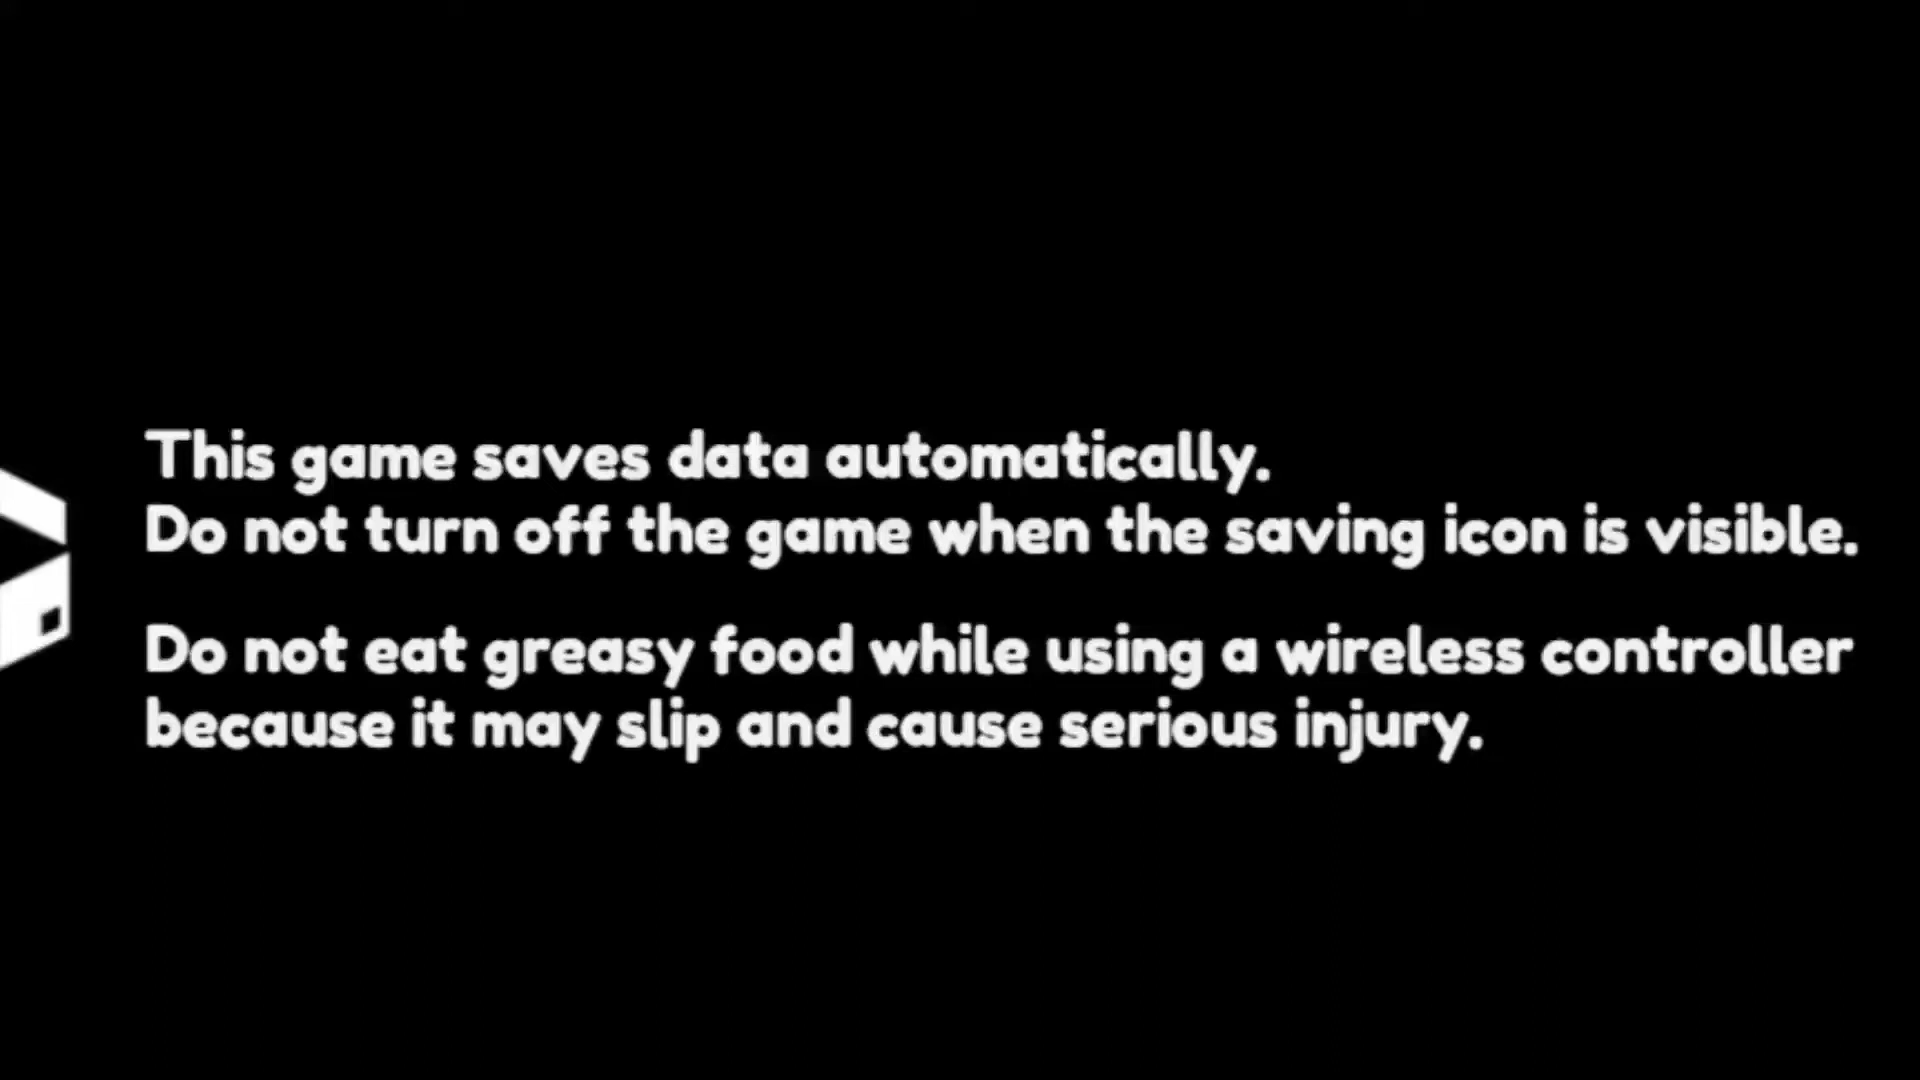 This game saves data automatically.
Do not turn off the game when the saving icon is visible.
Do not eat greasy food while using a wireless controller
because it may slip and cause serious injury.